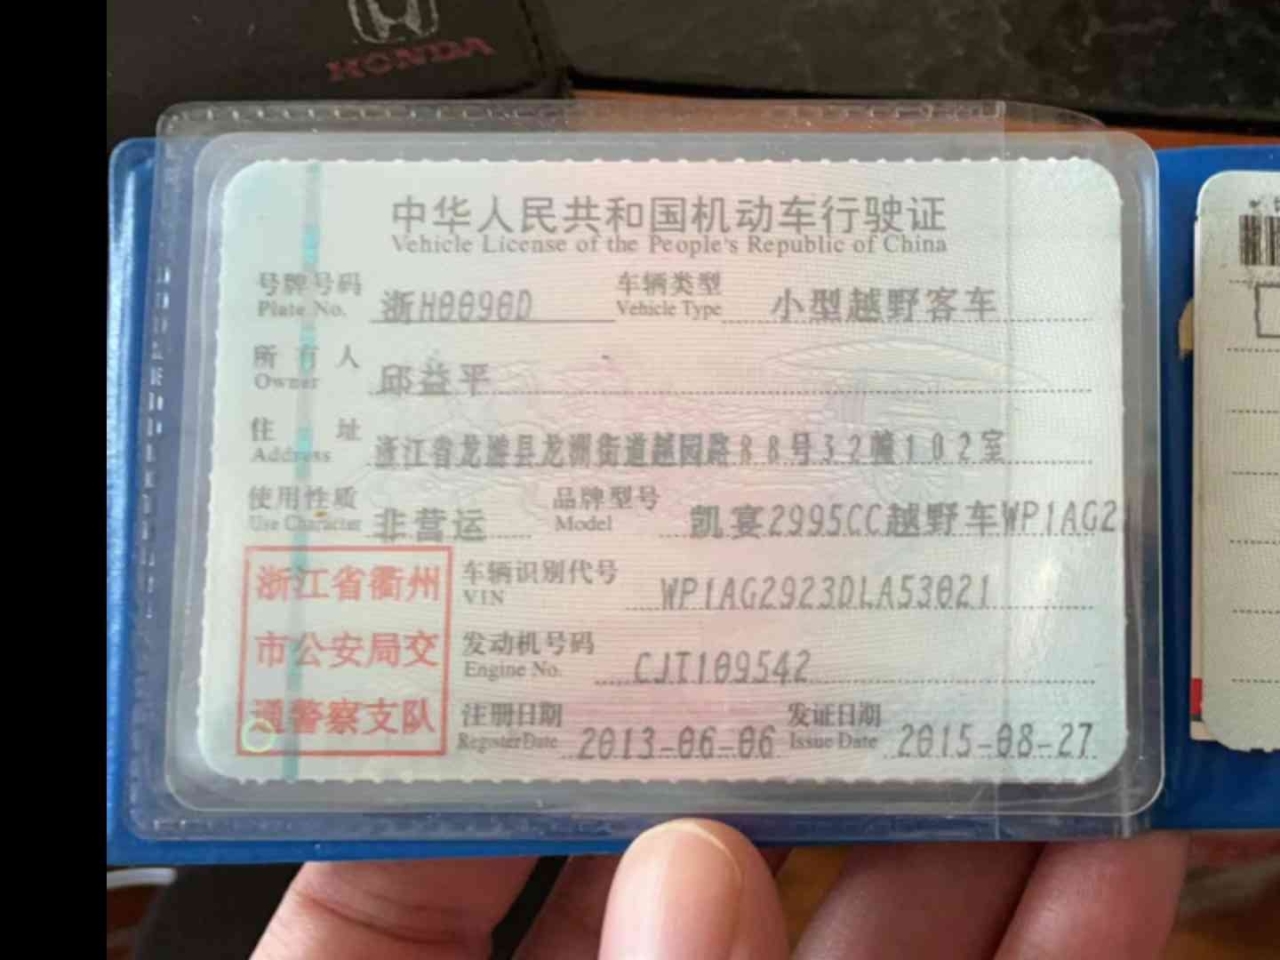 HONDA
中华人民共和国机动车行驶证
Vehicle License of the People's Republic of China
号牌号码 浙H0090D 车辆类型 小型越野客车
Plate No. Vehicle Type
所有人 邱益平
Owner
住址 浙江省龙游县龙洲街道越园路88号32幢102室
Address
使用性质 非营运 品牌型号 凯宴2995CC越野车WP1AG2
Use Character Model
浙江省衢州
市公安局交
通警察支队
车辆识别代号 WP1AG2923DLA53021
VIN
发动机号码 CJT109542
Engine No.
注册日期 2013-06-06 发证日期 2015-08-27
Register Date Issue Date